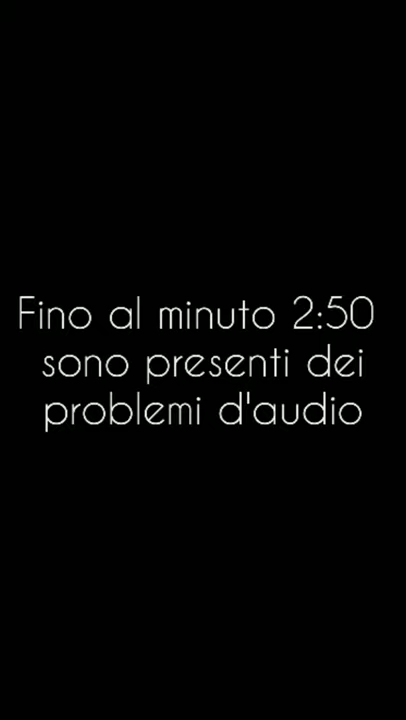 Fino al minuto 2:50
sono presenti dei
problemi d'audio